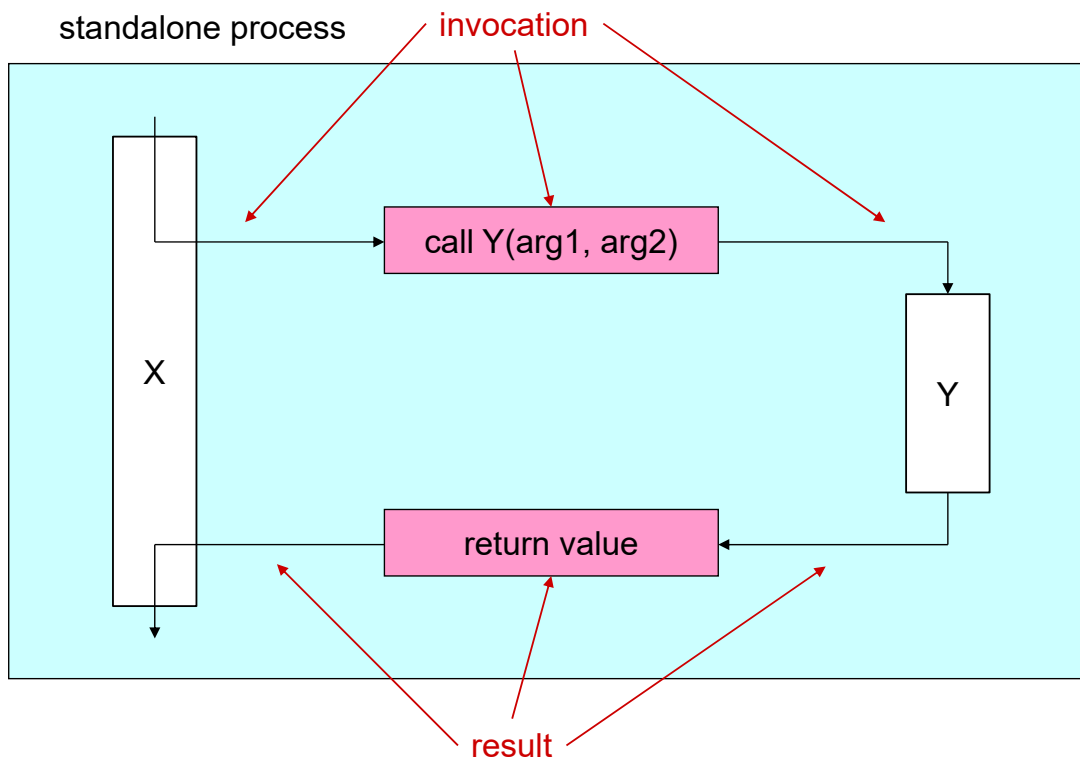 standalone process
invocation
call Y(arg1, arg2)
X
Y
return value
result